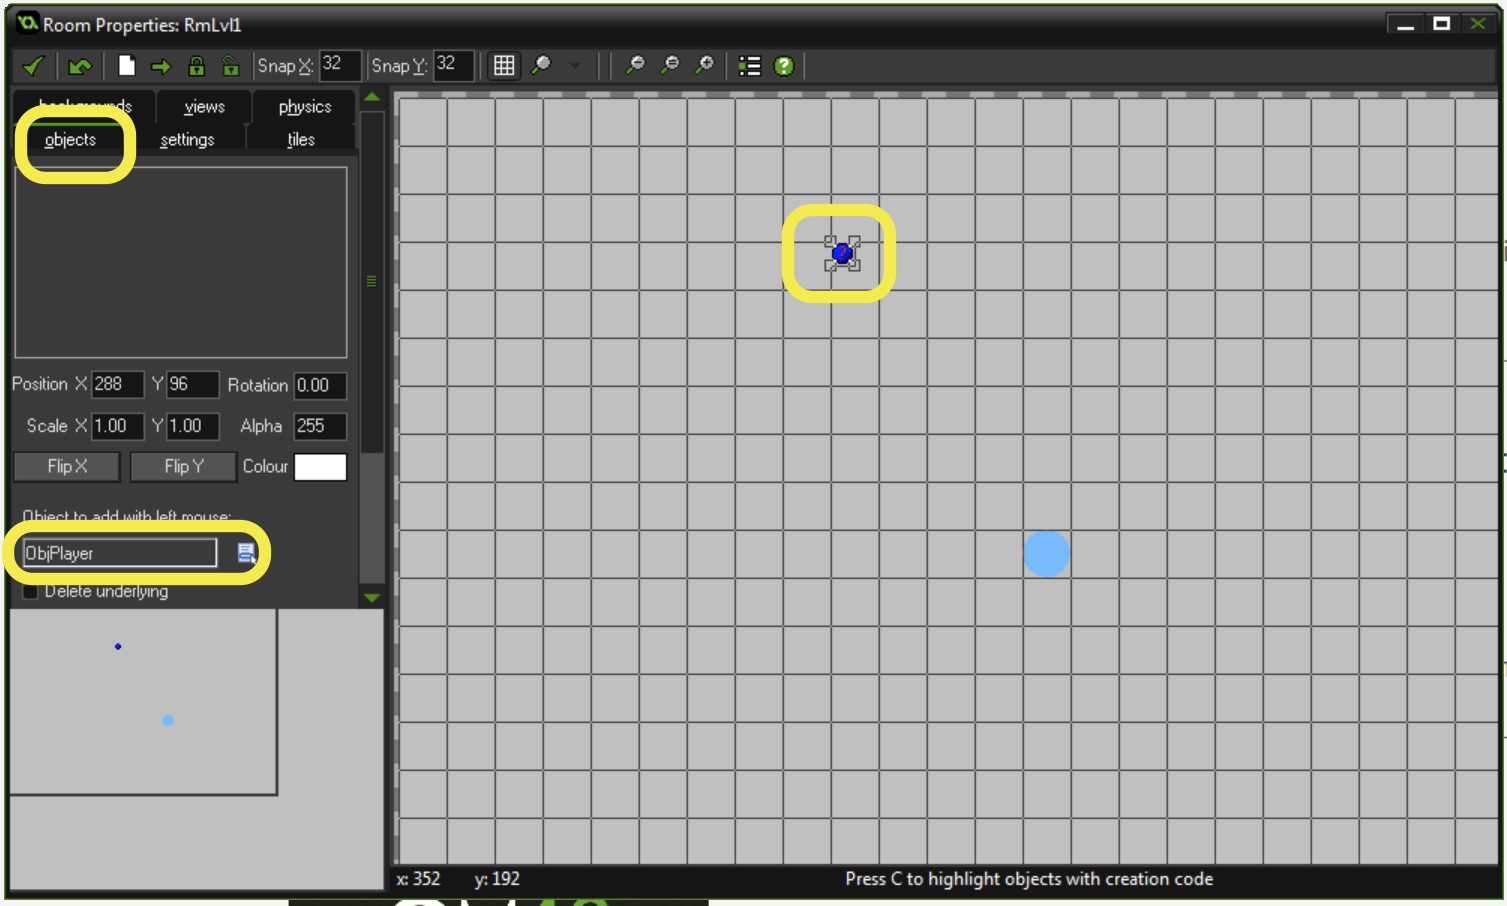 Room Properties: RmLvl1
Snap X: 32 Snap Y: 32
backgrounds views physics
objects settings tiles
Position X 288 Y 96 Rotation 0.00
Scale X 1.00 Y 1.00 Alpha 255
Flip X Flip Y Colour
Object to add with left mouse:
ObjPlayer
Delete underlying
x: 352 y: 192 Press C to highlight objects with creation code